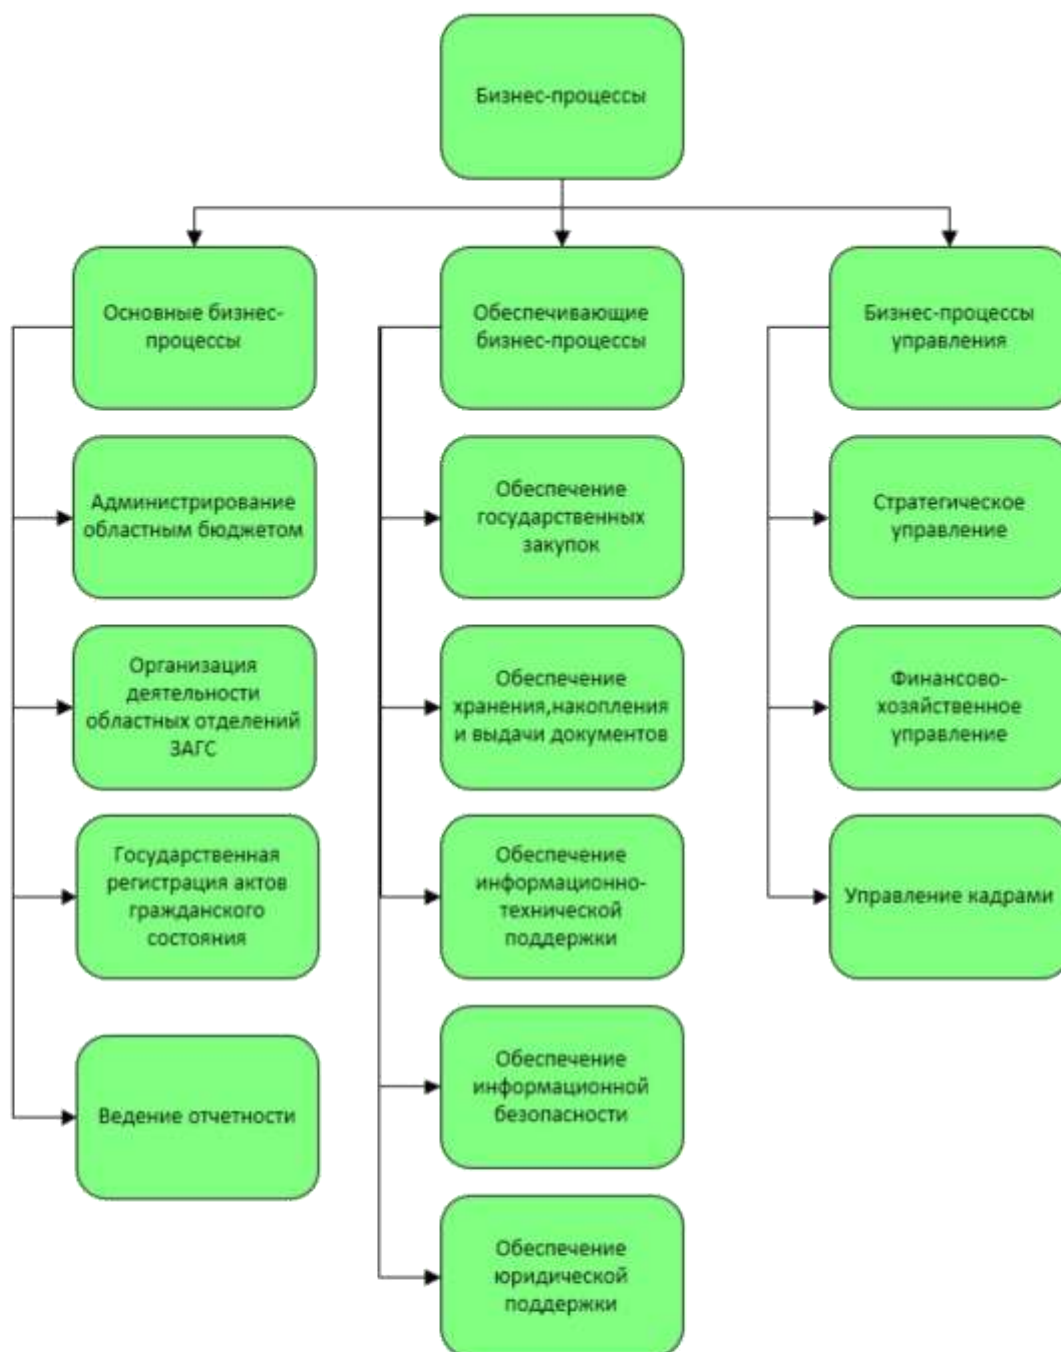 Бизнес-процессы
Основные бизнес-
процессы
Обеспечивающие
бизнес-процессы
Бизнес-процессы
управления
Администрирование
областным бюджетом
Обеспечение
государственных
закупок
Стратегическое
управление
Организация
деятельности
областных отделений
ЗАГС
Обеспечение
хранения,накопления
и выдачи документов
Финансово-
хозяйственное
управление
Государственная
регистрация актов
гражданского
состояния
Обеспечение
информационно-
технической
поддержки
Управление кадрами
Ведение отчетности
Обеспечение
информационной
безопасности
Обеспечение
юридической
поддержки